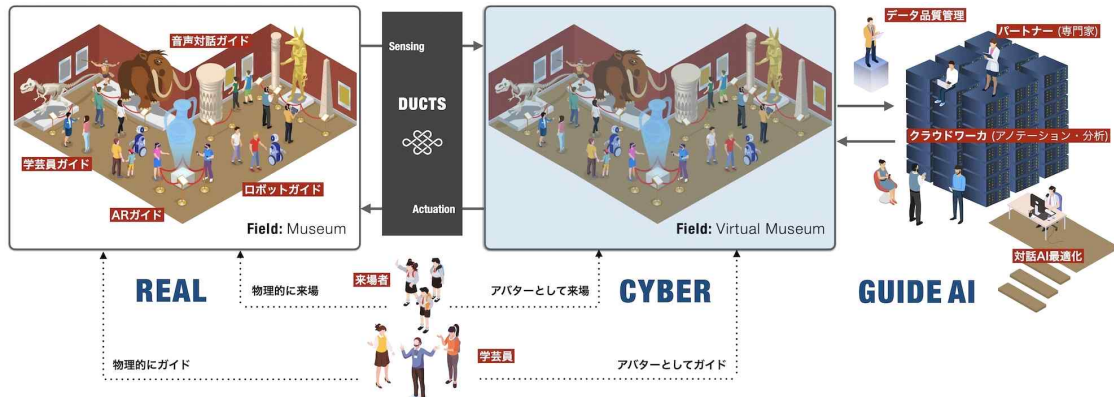 音声対話ガイド
学芸員ガイド
ロボットガイド
ARガイド
Field: Museum
Sensing
DUCTS
Actuation
Field: Virtual Museum
データ品質管理
パートナー (専門家)
クラウドワーカ (アノテーション・分析)
対話AI最適化
REAL
CYBER
GUIDE AI
来場者
物理的に来場
アバターとして来場
学芸員
物理的にガイド
アバターとしてガイド